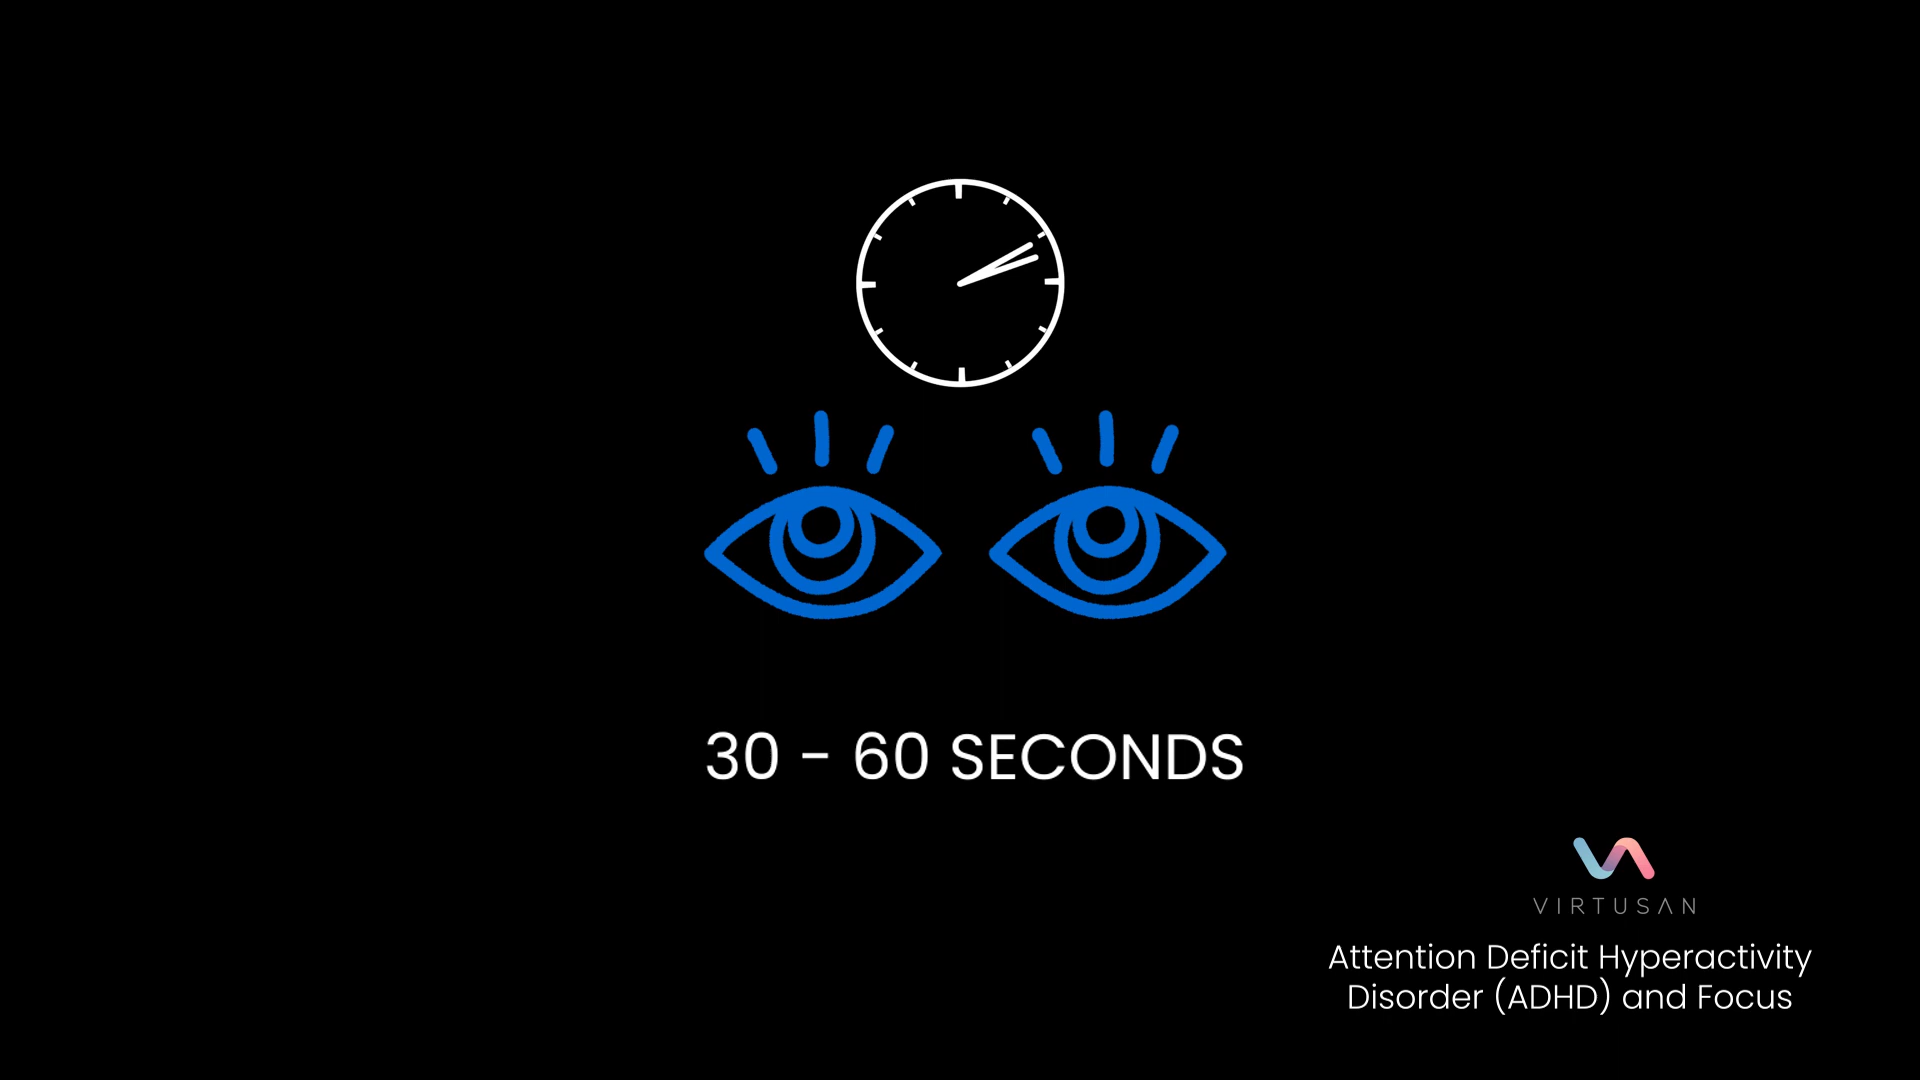 30 - 60 SECONDS
VIRTUSAN
Attention Deficit Hyperactivity
Disorder (ADHD) and Focus